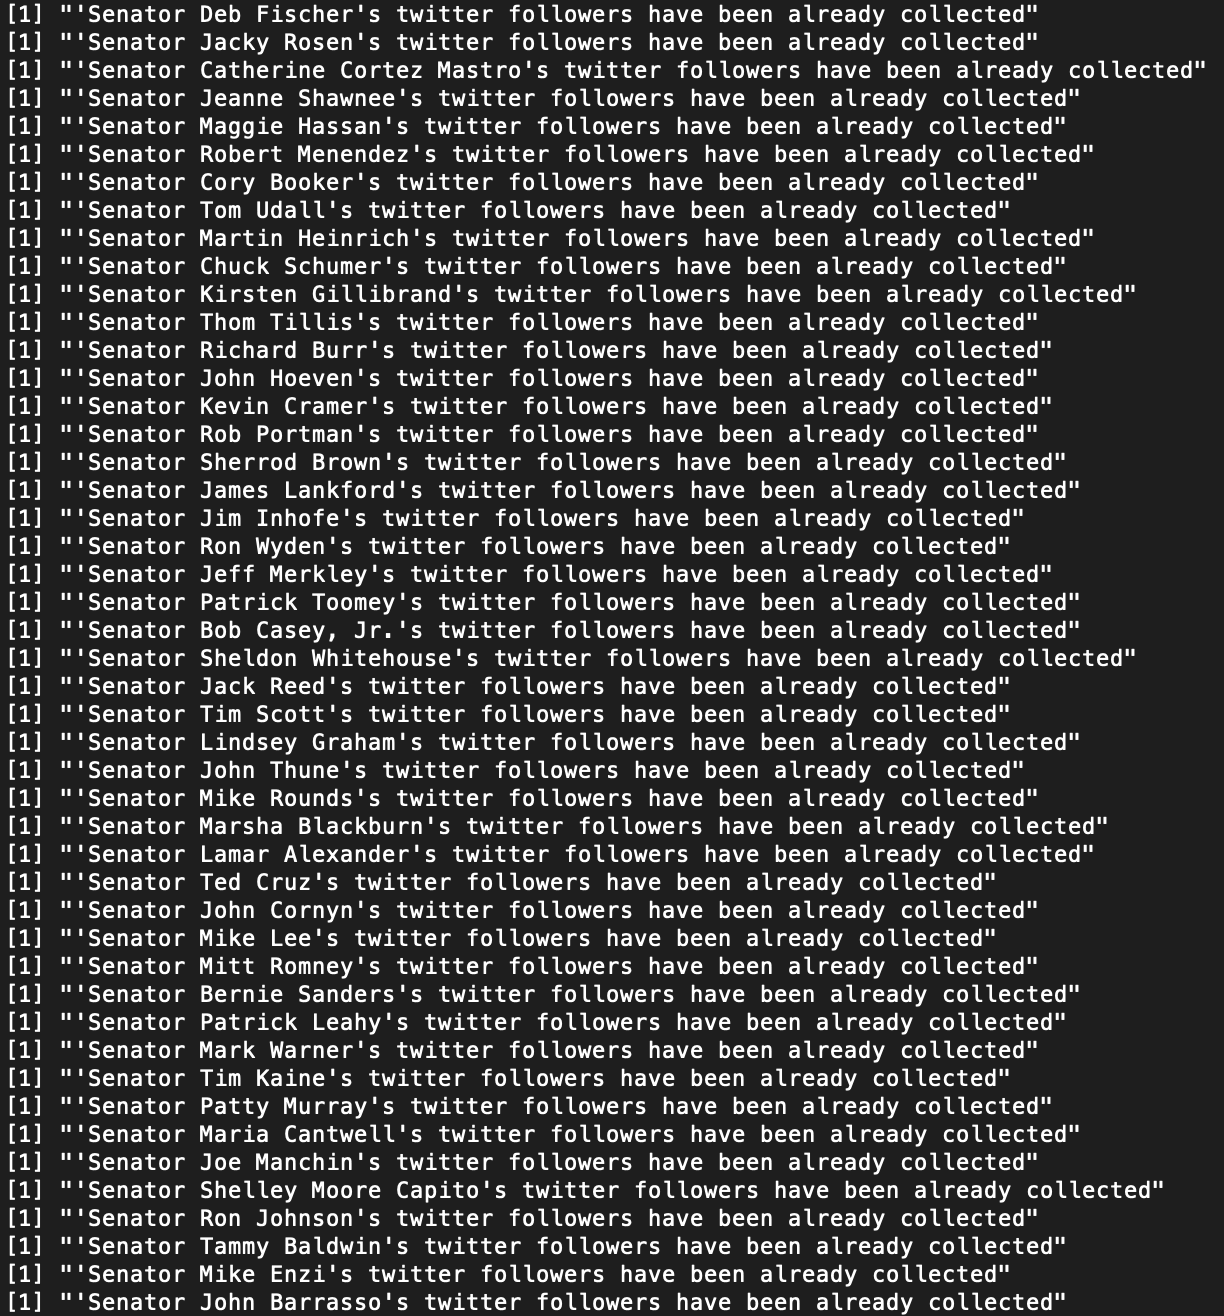 [1] "'Senator Deb Fischer's twitter followers have been already collected"
[1] "'Senator Jacky Rosen's twitter followers have been already collected"
[1] "'Senator Catherine Cortez Mastro's twitter followers have been already collected"
[1] "'Senator Jeanne Shawnee's twitter followers have been already collected"
[1] "'Senator Maggie Hassan's twitter followers have been already collected"
[1] "'Senator Robert Menendez's twitter followers have been already collected"
[1] "'Senator Cory Booker's twitter followers have been already collected"
[1] "'Senator Tom Udall's twitter followers have been already collected"
[1] "'Senator Martin Heinrich's twitter followers have been already collected"
[1] "'Senator Chuck Schumer's twitter followers have been already collected"
[1] "'Senator Kirsten Gillibrand's twitter followers have been already collected"
[1] "'Senator Thom Tillis's twitter followers have been already collected"
[1] "'Senator Richard Burr's twitter followers have been already collected"
[1] "'Senator John Hoeven's twitter followers have been already collected"
[1] "'Senator Kevin Cramer's twitter followers have been already collected"
[1] "'Senator Rob Portman's twitter followers have been already collected"
[1] "'Senator Sherrod Brown's twitter followers have been already collected"
[1] "'Senator James Lankford's twitter followers have been already collected"
[1] "'Senator Jim Inhofe's twitter followers have been already collected"
[1] "'Senator Ron Wyden's twitter followers have been already collected"
[1] "'Senator Jeff Merkley's twitter followers have been already collected"
[1] "'Senator Patrick Toomey's twitter followers have been already collected"
[1] "'Senator Bob Casey, Jr.'s twitter followers have been already collected"
[1] "'Senator Sheldon Whitehouse's twitter followers have been already collected"
[1] "'Senator Jack Reed's twitter followers have been already collected"
[1] "'Senator Tim Scott's twitter followers have been already collected"
[1] "'Senator Lindsey Graham's twitter followers have been already collected"
[1] "'Senator John Thune's twitter followers have been already collected"
[1] "'Senator Mike Rounds's twitter followers have been already collected"
[1] "'Senator Marsha Blackburn's twitter followers have been already collected"
[1] "'Senator Lamar Alexander's twitter followers have been already collected"
[1] "'Senator Ted Cruz's twitter followers have been already collected"
[1] "'Senator John Cornyn's twitter followers have been already collected"
[1] "'Senator Mike Lee's twitter followers have been already collected"
[1] "'Senator Mitt Romney's twitter followers have been already collected"
[1] "'Senator Bernie Sanders's twitter followers have been already collected"
[1] "'Senator Patrick Leahy's twitter followers have been already collected"
[1] "'Senator Mark Warner's twitter followers have been already collected"
[1] "'Senator Tim Kaine's twitter followers have been already collected"
[1] "'Senator Patty Murray's twitter followers have been already collected"
[1] "'Senator Maria Cantwell's twitter followers have been already collected"
[1] "'Senator Joe Manchin's twitter followers have been already collected"
[1] "'Senator Shelley Moore Capito's twitter followers have been already collected"
[1] "'Senator Ron Johnson's twitter followers have been already collected"
[1] "'Senator Tammy Baldwin's twitter followers have been already collected"
[1] "'Senator Mike Enzi's twitter followers have been already collected"
[1] "'Senator John Barrasso's twitter followers have been already collected"